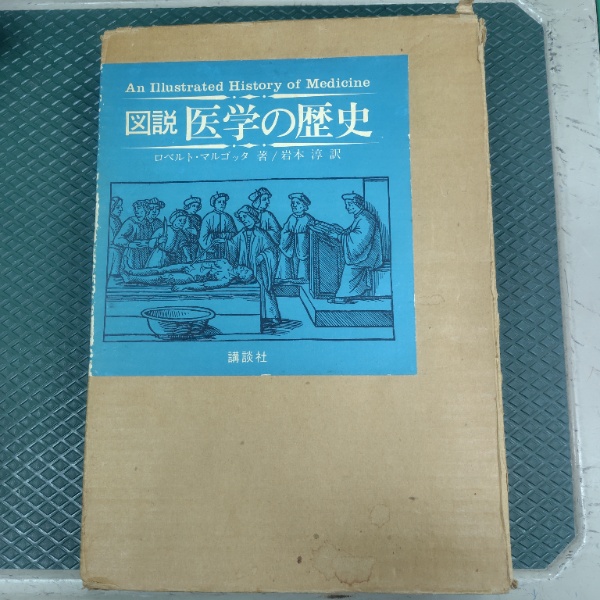 An Illustrated History of Medicine
図説 医学の歴史
ロベルト・マルゴッタ 著/岩本 淳 訳
講談社